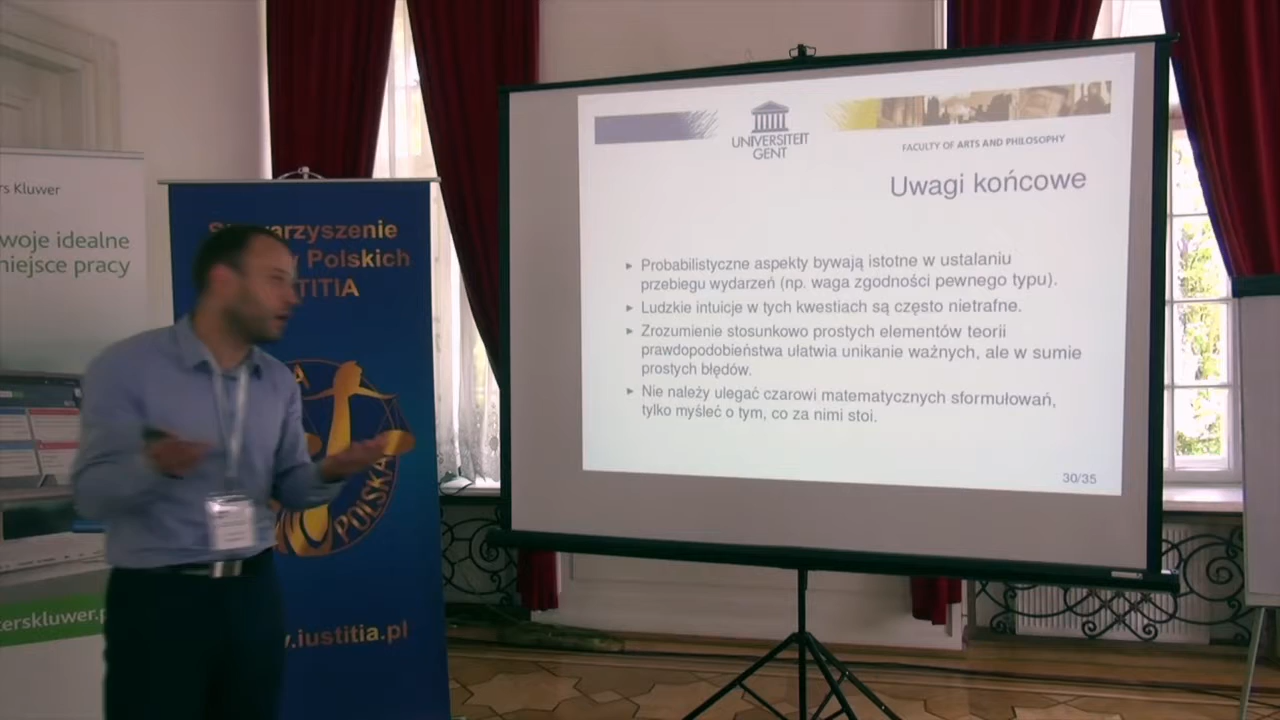 rs Kluwer
woje idealne
niejsce pracy
terskluwer.p
Stowarzyszenie
Polskich
TITIA
POLSKA
.iustitia.pl
UNIVERSITEIT
GENT
FACULTY OF ARTS AND PHILOSOPHY
Uwagi końcowe
▸ Probabilistyczne aspekty bywają istotne w ustalaniu
przebiegu wydarzeń (np. waga zgodności pewnego typu).
▸ Ludzkie intuicje w tych kwestiach są często nietrafne.
▸ Zrozumienie stosunkowo prostych elementów teorii
prawdopodobieństwa ułatwia unikanie ważnych, ale w sumie
prostych błędów.
▸ Nie należy ulegać czarowi matematycznych sformułowań,
tylko myśleć o tym, co za nimi stoi.
30/35